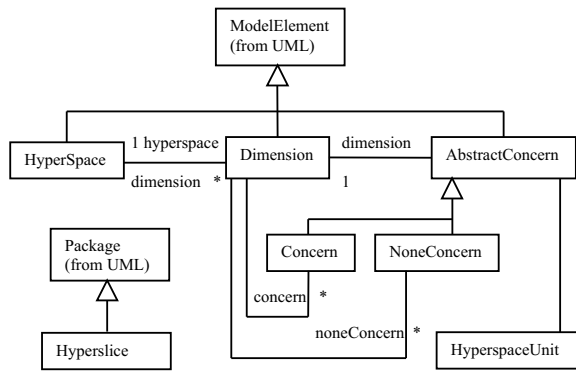 ModelElement
(from UML)
1 hyperspace
dimension
HyperSpace
Dimension
AbstractConcern
dimension *
1
Package
(from UML)
Concern
NoneConcern
concern *
noneConcern *
Hyperslice
HyperspaceUnit